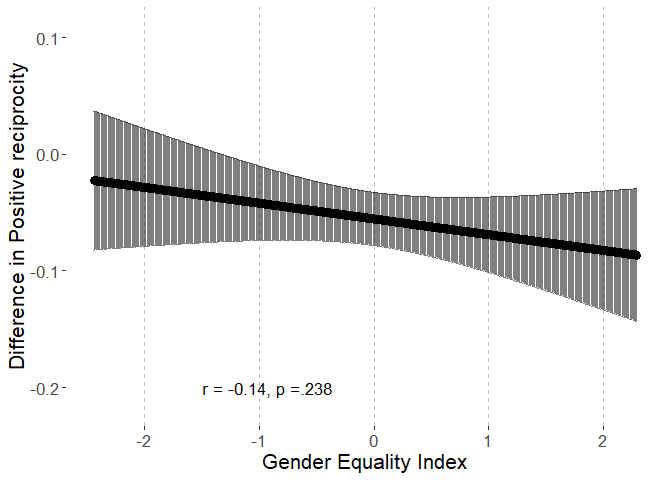 0.1
0.0
-0.1
-0.2
Difference in Positive reciprocity
r = -0.14, p =.238
-2 -1 0 1 2
Gender Equality Index